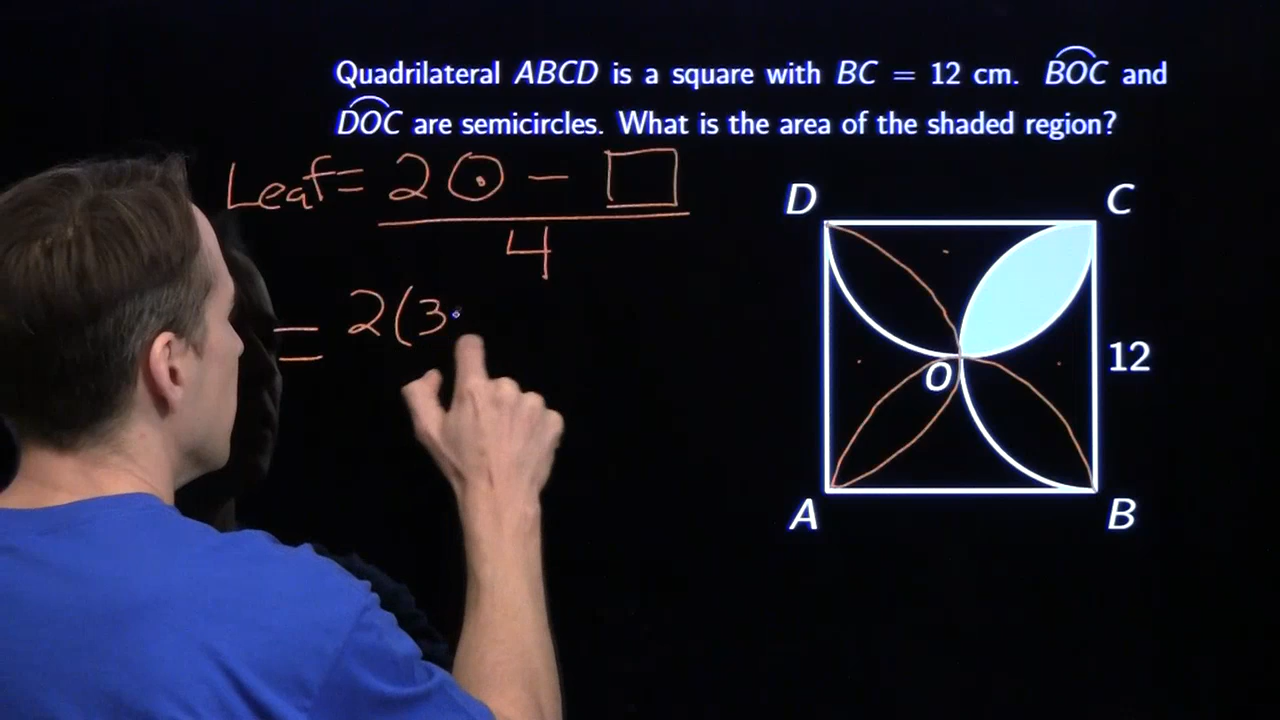 Quadrilateral ABCD is a square with BC = 12 cm. BOC and
DOC are semicircles. What is the area of the shaded region?
Leaf = 2 ⊙ − □
4
= 2(3·
D
C
O
12
A
B